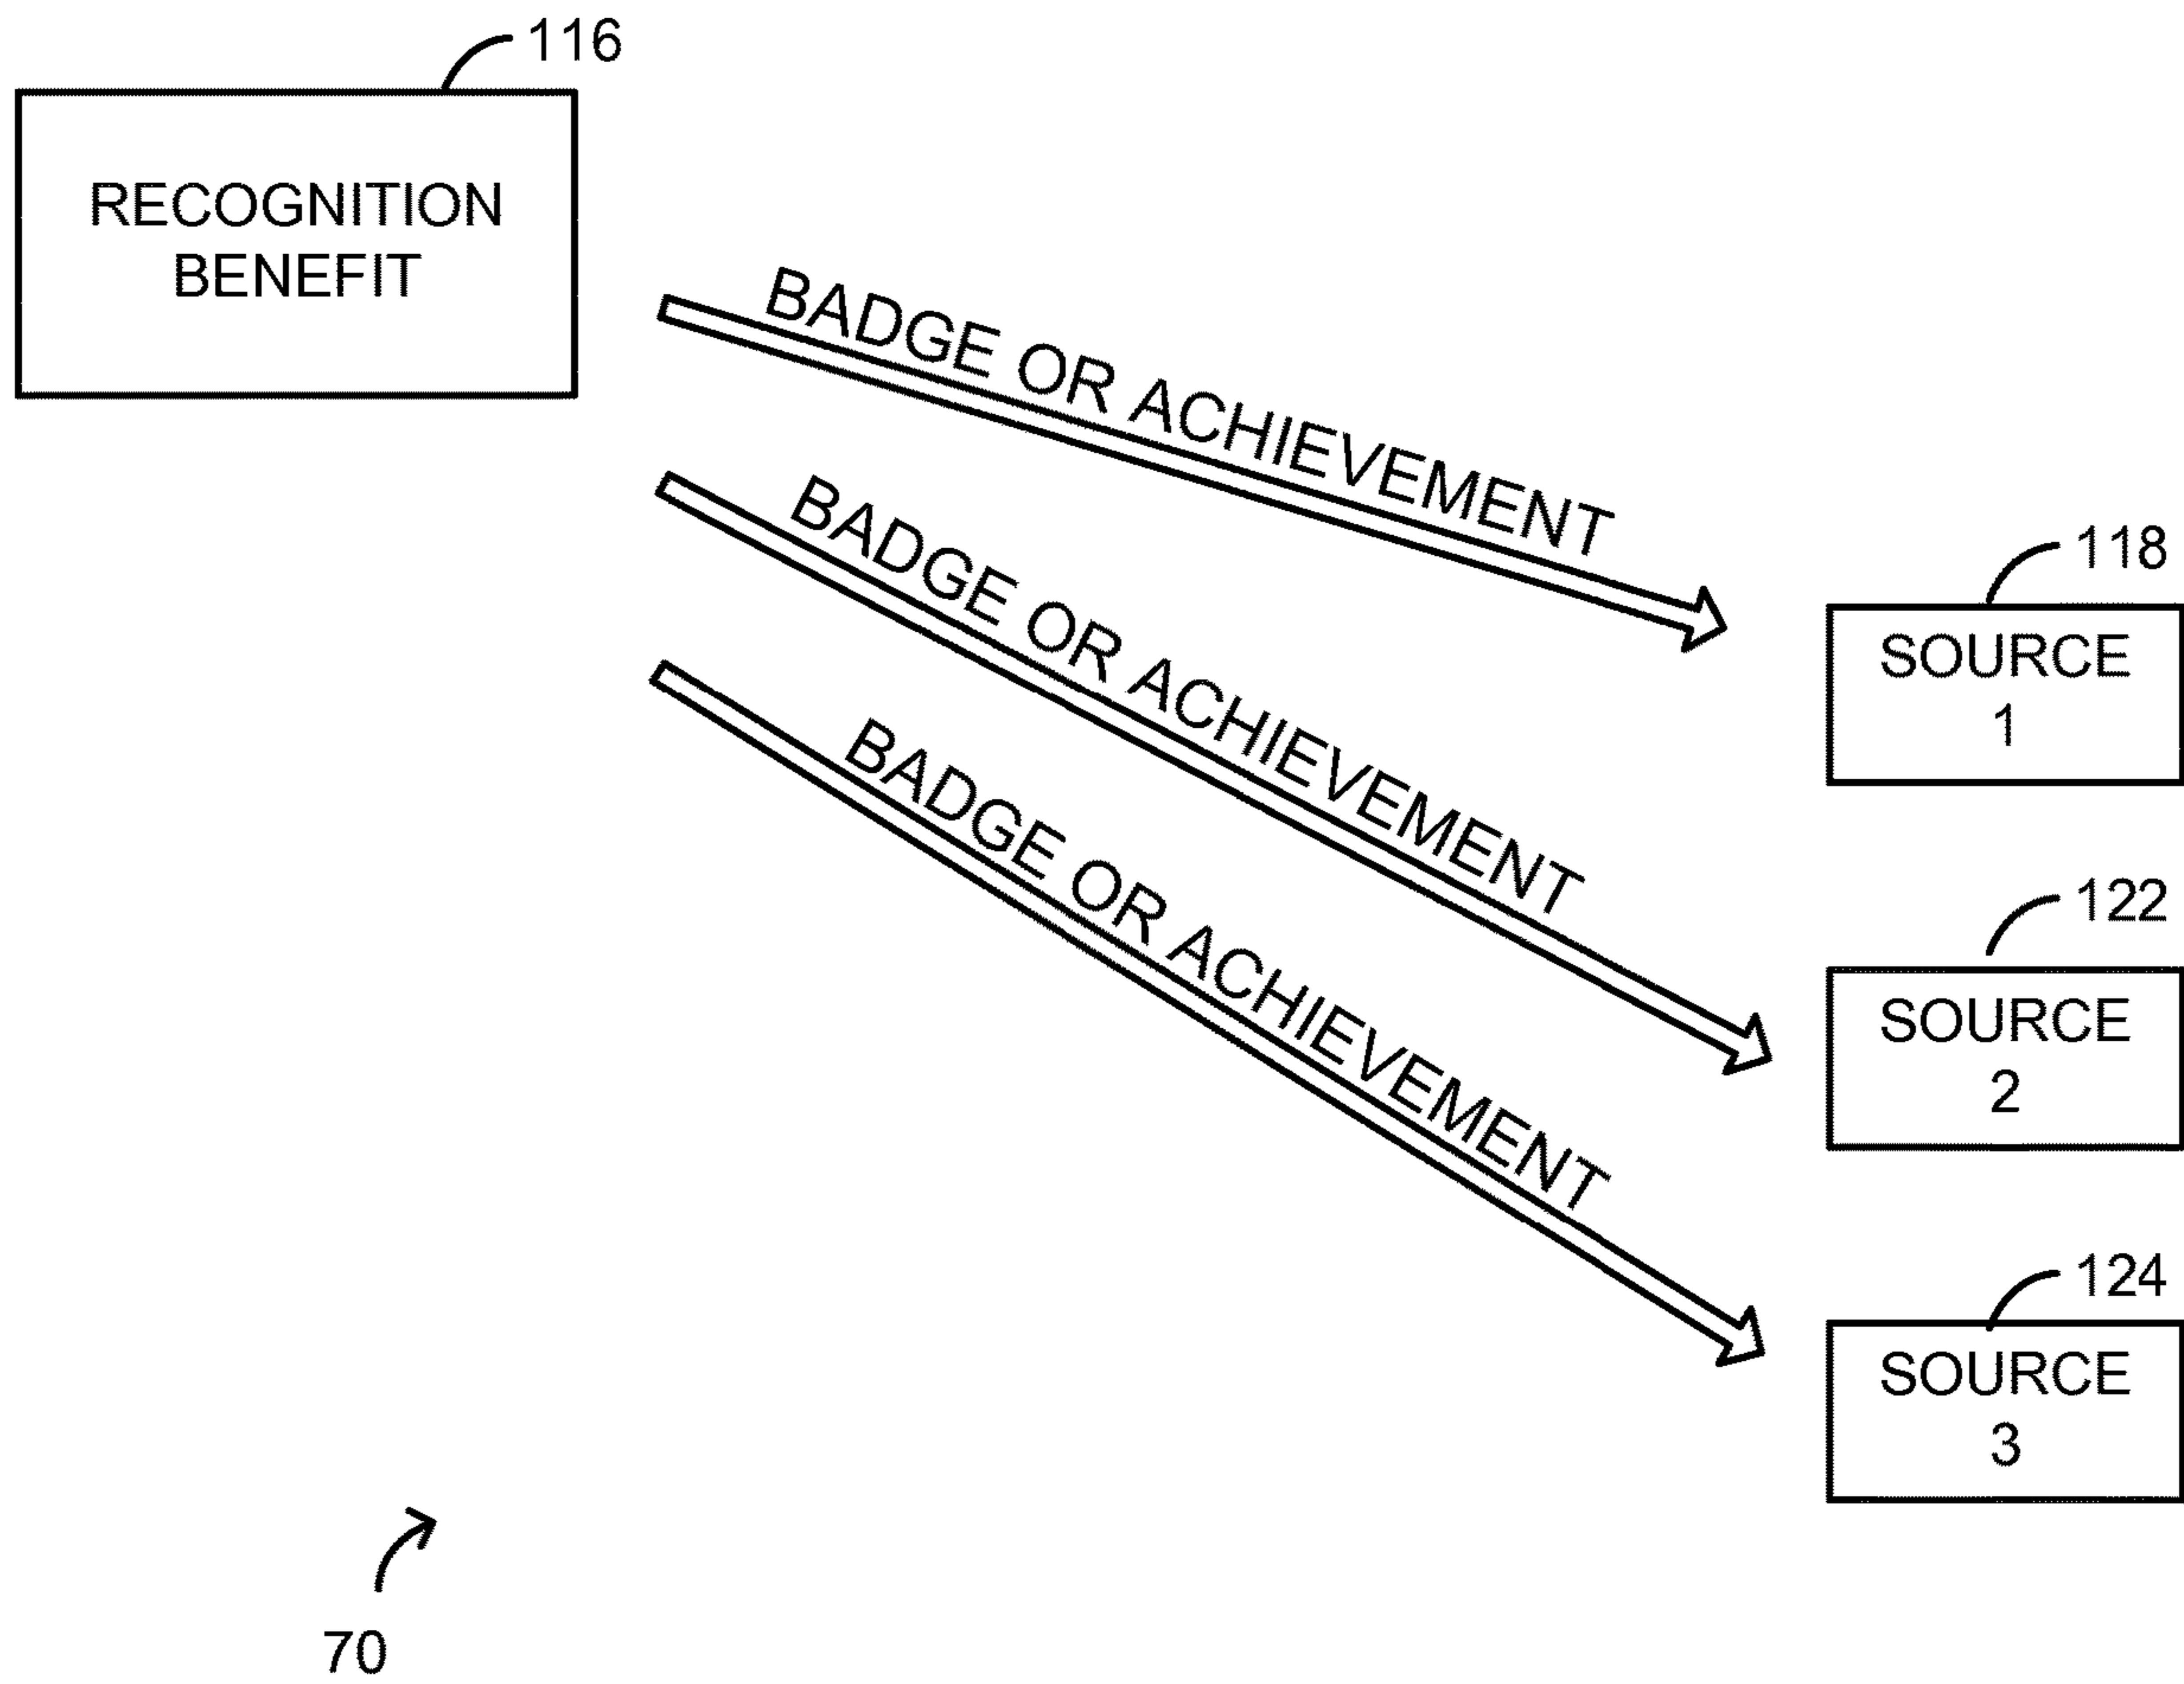 116
RECOGNITION
BENEFIT
BADGE OR ACHIEVEMENT
BADGE OR ACHIEVEMENT
BADGE OR ACHIEVEMENT
118
SOURCE
1
122
SOURCE
2
124
SOURCE
3
70